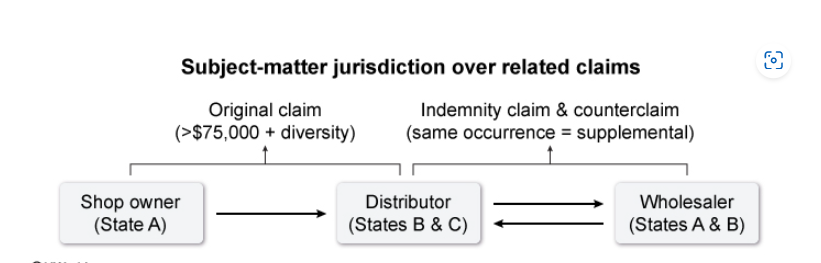 Subject-matter jurisdiction over related claims
Original claim
(>$75,000 + diversity)
Indemnity claim & counterclaim
(same occurrence = supplemental)
Shop owner
(State A)
Distributor
(States B & C)
Wholesaler
(States A & B)